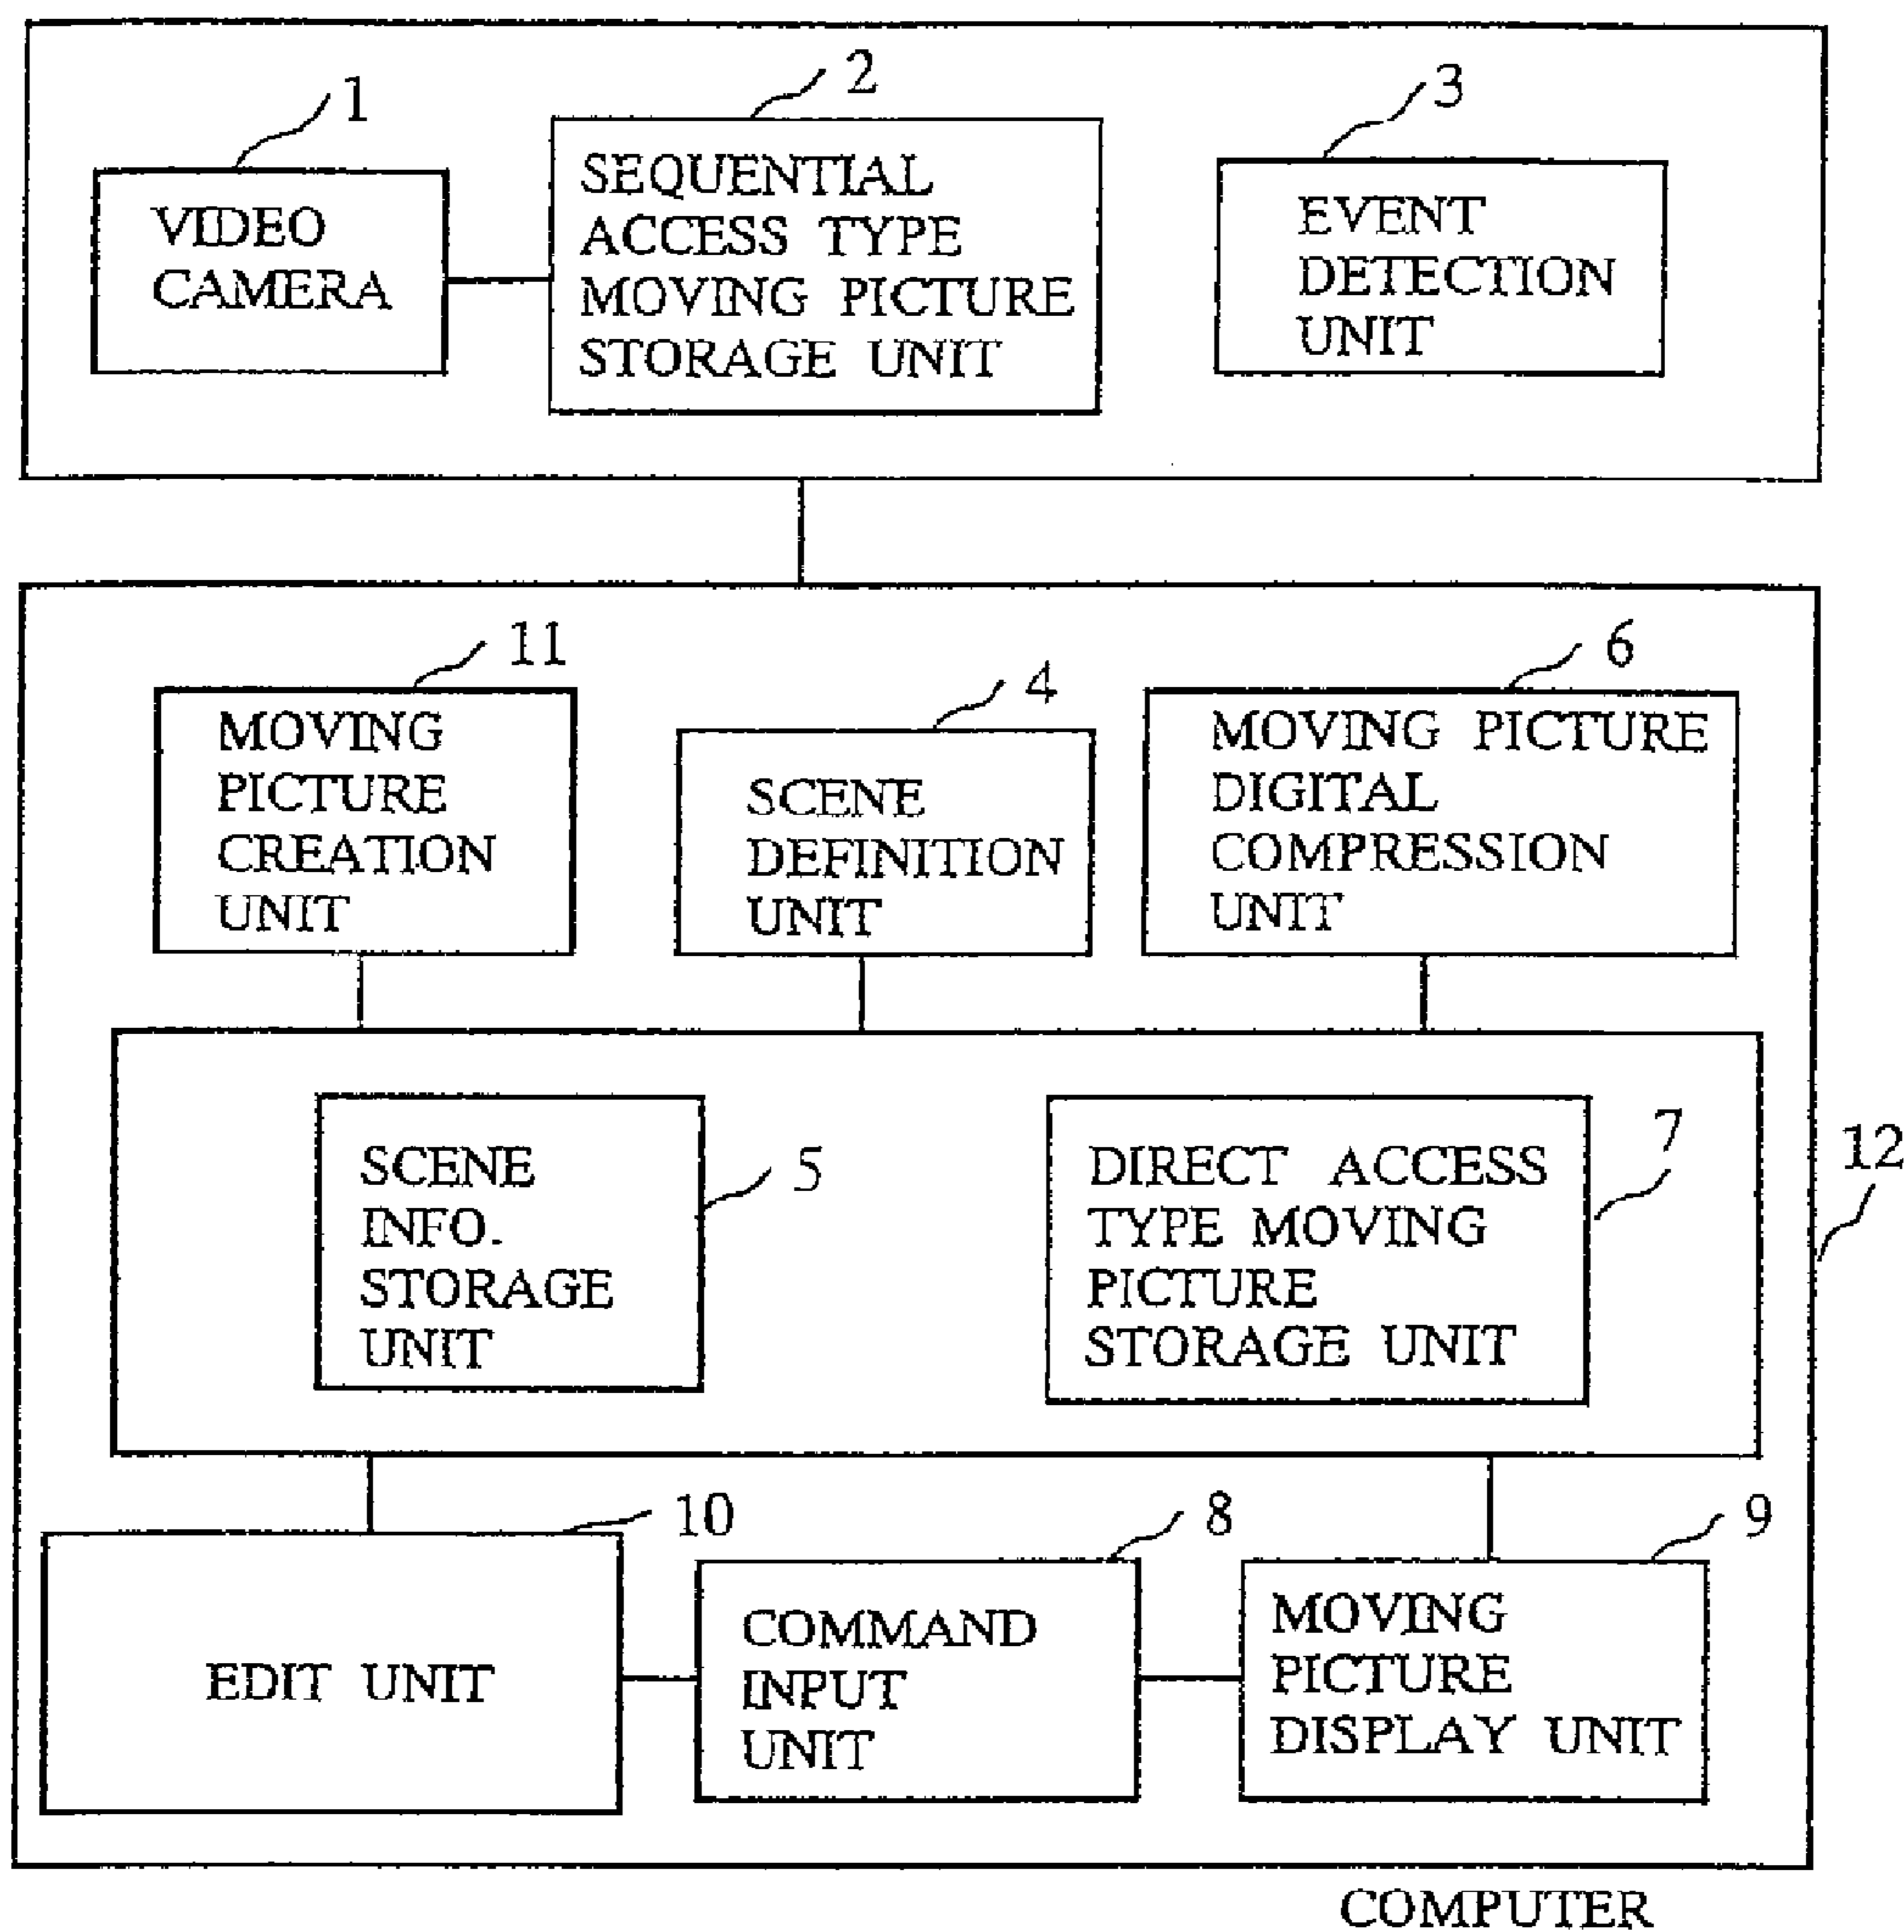 1
2
3
VIDEO
CAMERA
SEQUENTIAL
ACCESS TYPE
MOVING PICTURE
STORAGE UNIT
EVENT
DETECTION
UNIT
11
4
6
MOVING
PICTURE
CREATION
UNIT
SCENE
DEFINITION
UNIT
MOVING PICTURE
DIGITAL
COMPRESSION
UNIT
SCENE
INFO.
STORAGE
UNIT
5
DIRECT ACCESS
TYPE MOVING
PICTURE
STORAGE UNIT
7
12
10
8
9
EDIT UNIT
COMMAND
INPUT
UNIT
MOVING
PICTURE
DISPLAY UNIT
COMPUTER